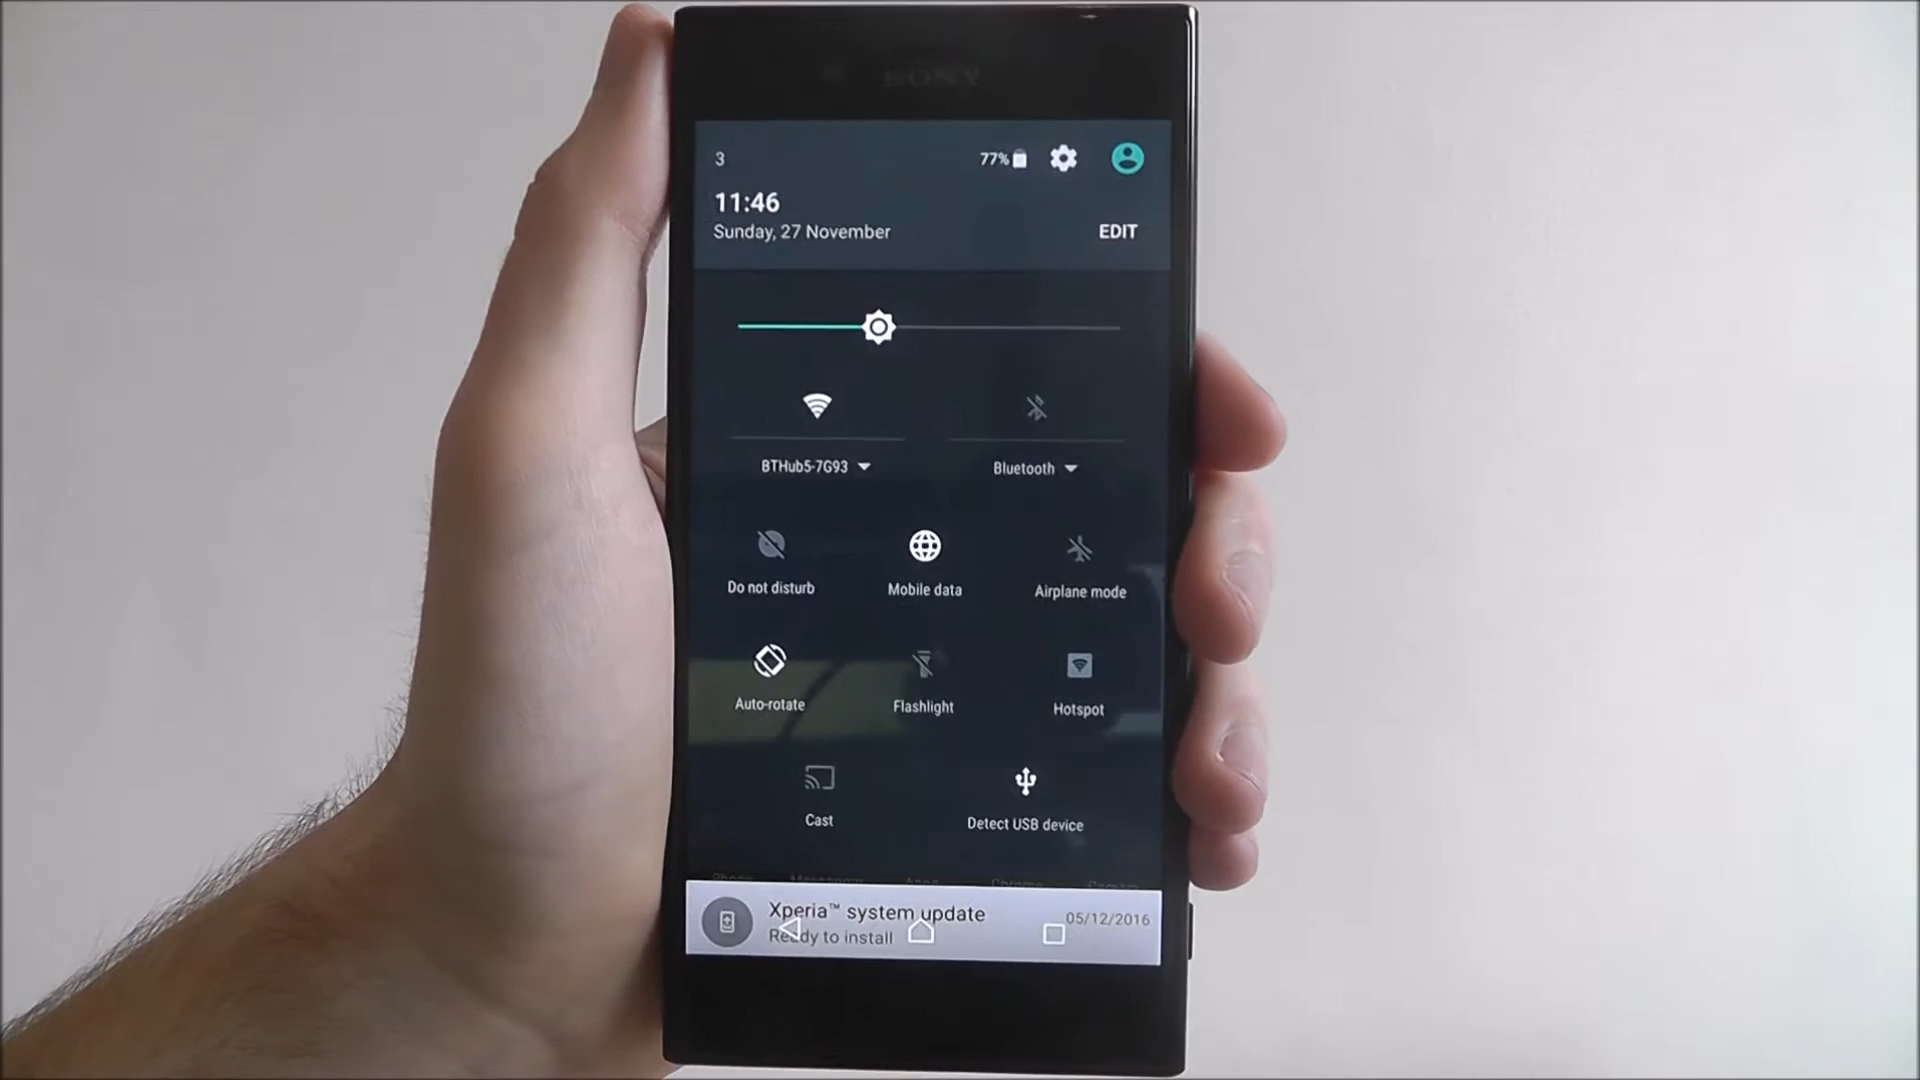 SONY
3
77%
11:46
Sunday, 27 November
EDIT
BTHub5-7G93
Bluetooth
Do not disturb
Mobile data
Airplane mode
Auto-rotate
Flashlight
Hotspot
Cast
Detect USB device
Xperia™ system update
05/12/2016
Ready to install